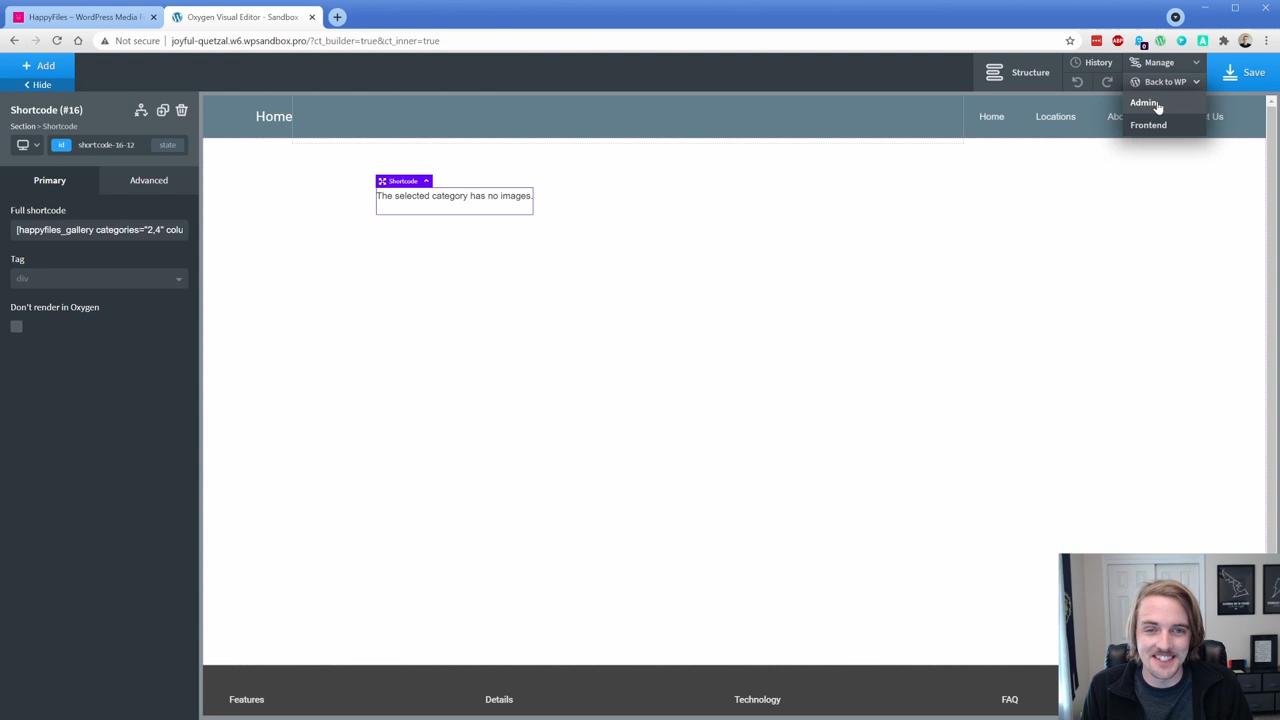 HappyFiles – WordPress Media F
Oxygen Visual Editor - Sandbox
Not secure
joyful-quetzal.w6.wpsandbox.pro/?ct_builder=true&ct_inner=true
+ Add
Hide
Structure
History
Manage
Back to WP
Save
Admin
Frontend
Shortcode (#16)
Section > Shortcode
id
shortcode-16-12
state
Primary
Advanced
Full shortcode
[happyfiles_gallery categories="2,4" colu
Tag
div
Don't render in Oxygen
Home
Home
Locations
Abo
t Us
Shortcode
The selected category has no images.
Features
Details
Technology
FAQ